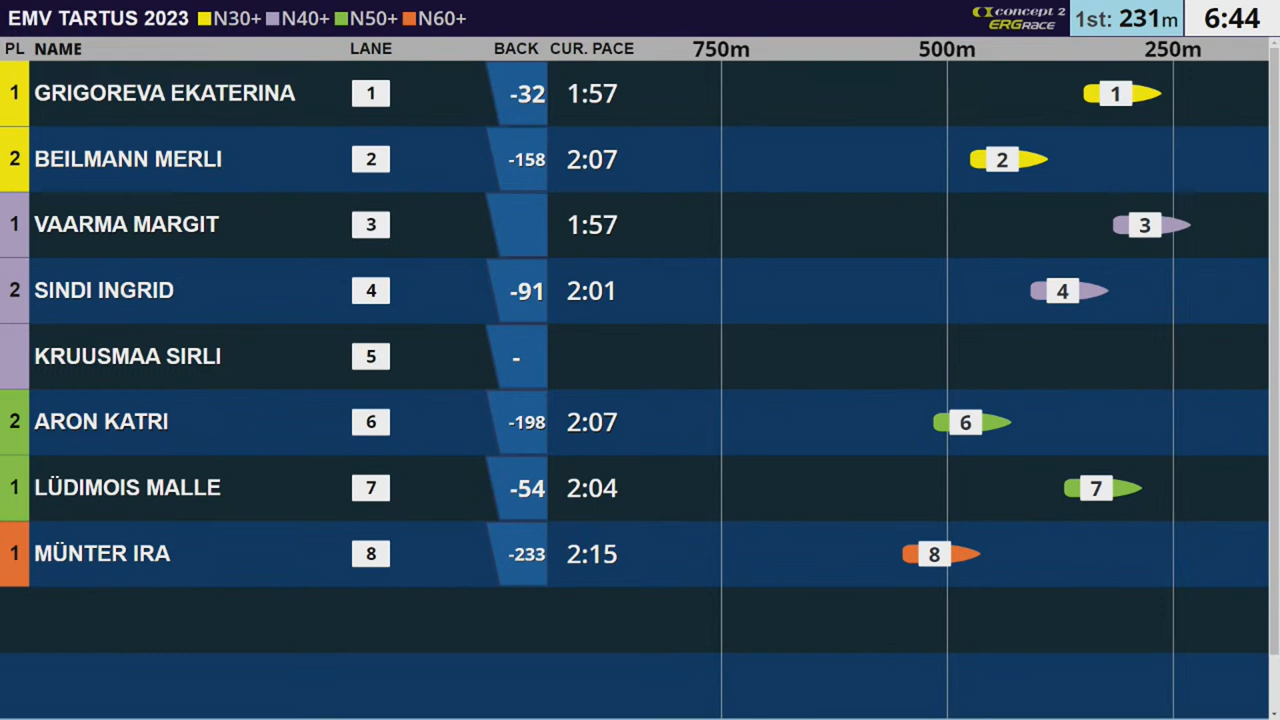 EMV TARTUS 2023 N30+ N40+ N50+ N60+ concept 2 ERGRACE 1st: 231m 6:44
PL NAME LANE BACK CUR. PACE 750m 500m 250m
1 GRIGOREVA EKATERINA 1 -32 1:57 1
2 BEILMANN MERLI 2 -158 2:07 2
1 VAARMA MARGIT 3 1:57 3
2 SINDI INGRID 4 -91 2:01 4
KRUUSMAA SIRLI 5 -
2 ARON KATRI 6 -198 2:07 6
1 LÜDIMOIS MALLE 7 -54 2:04 7
1 MÜNTER IRA 8 -233 2:15 8